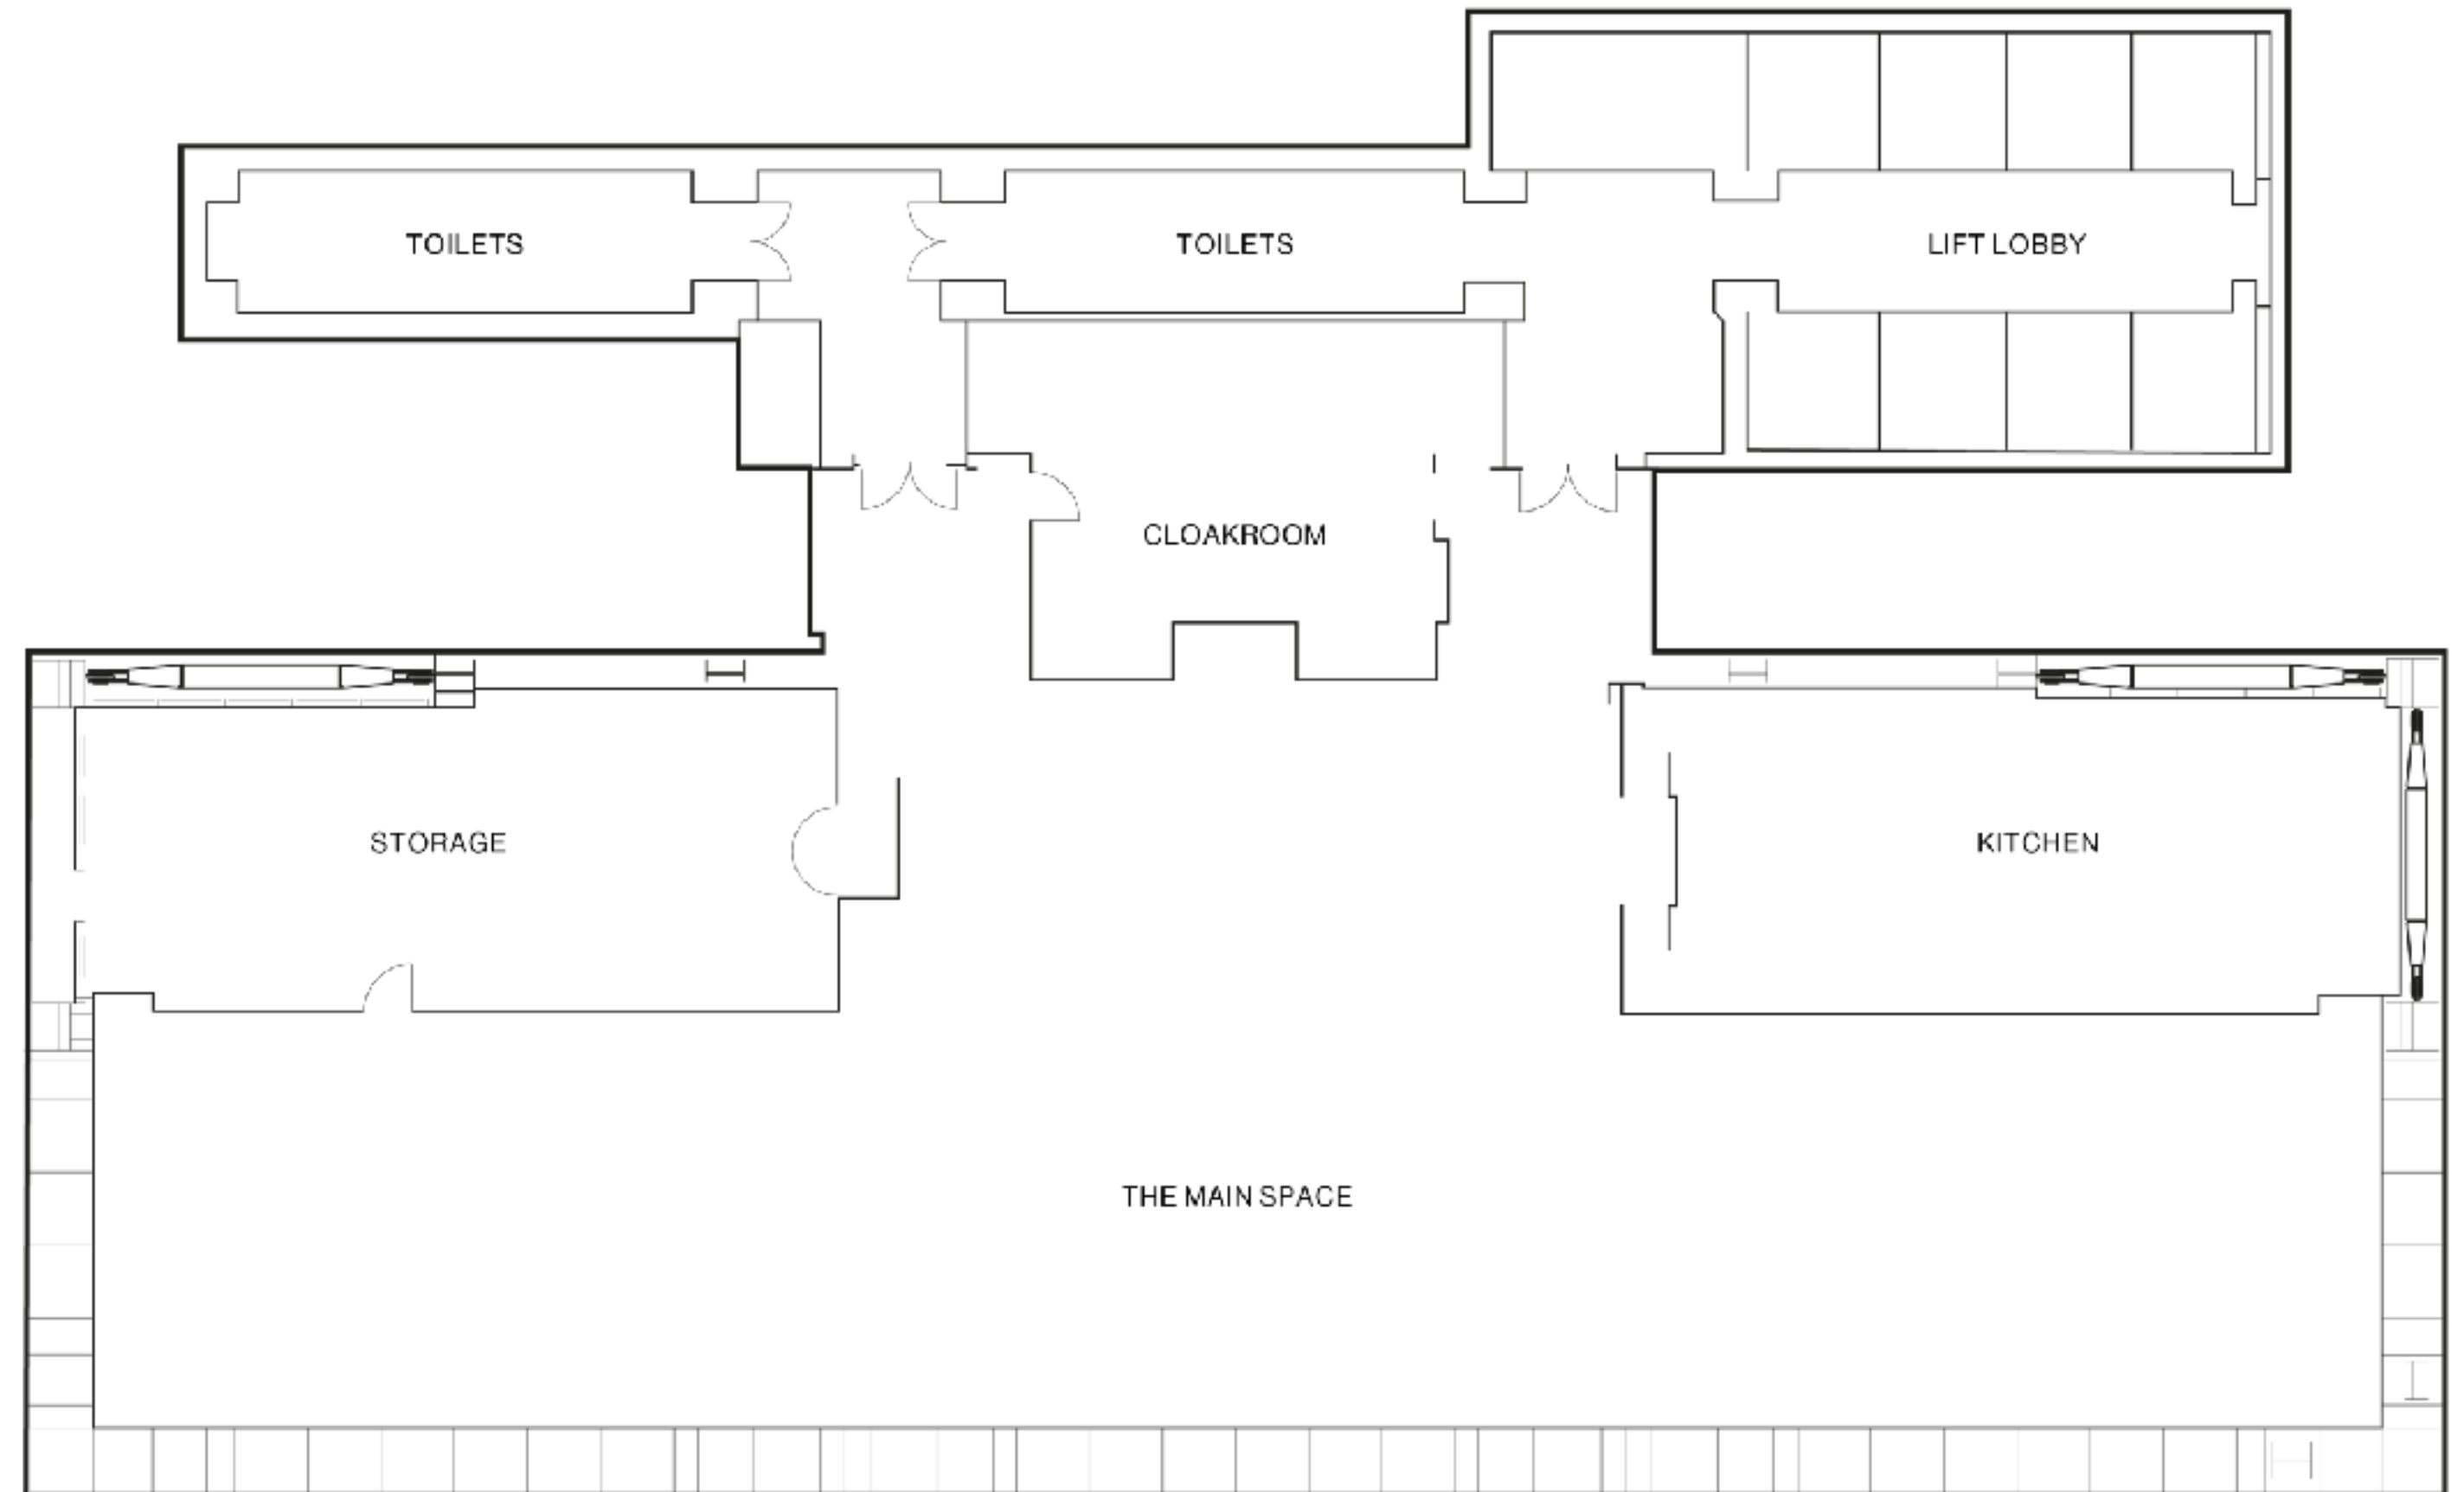 TOILETS
TOILETS
LIFT LOBBY
CLOAKROOM
STORAGE
KITCHEN
THE MAIN SPACE